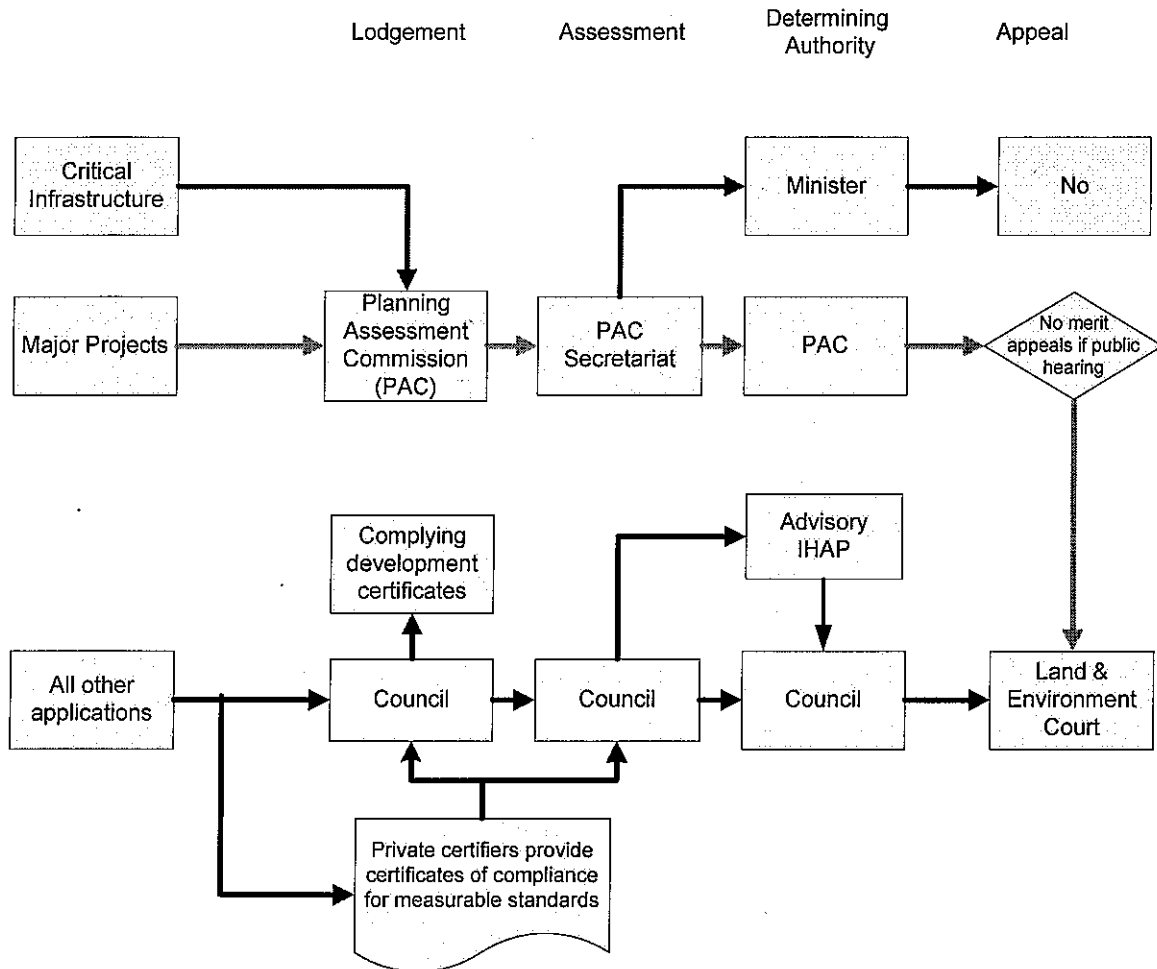 Lodgement
Assessment
Determining
Authority
Appeal
Critical
Infrastructure
Minister
No
Major Projects
Planning
Assessment
Commission
(PAC)
PAC
Secretariat
PAC
No merit
appeals if public
hearing
Complying
development
certificates
Advisory
IHAP
All other
applications
Council
Council
Council
Land &
Environment
Court
Private certifiers provide
certificates of compliance
for measurable standards